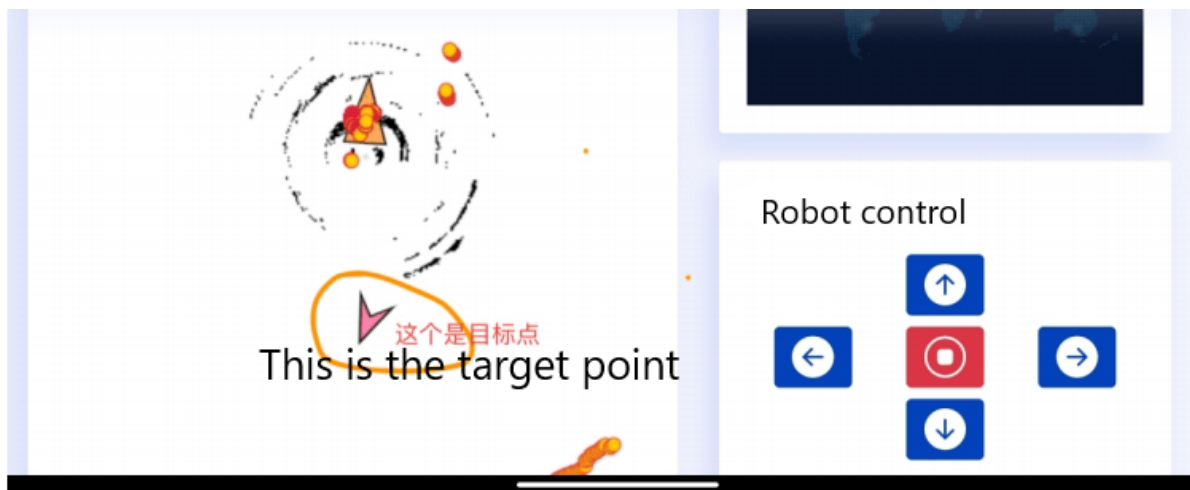 Robot control
这个是目标点
This is the target point